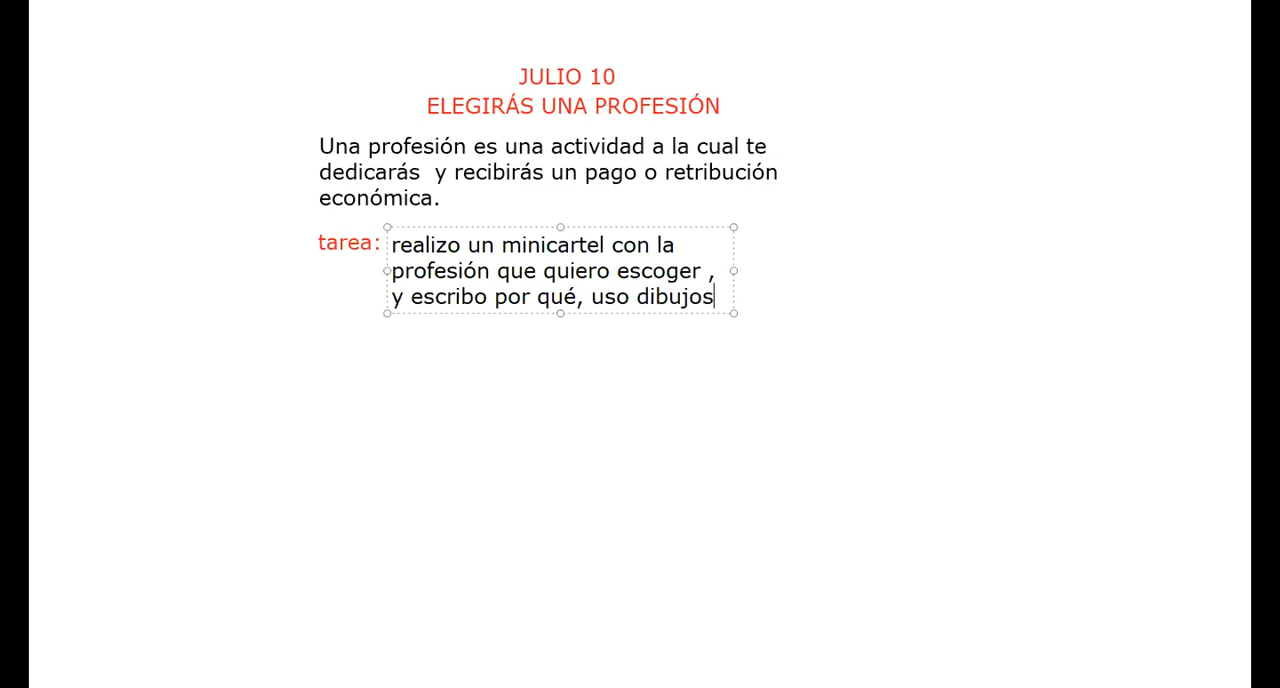 JULIO 10
ELEGIRÁS UNA PROFESIÓN
Una profesión es una actividad a la cual te
dedicarás  y recibirás un pago o retribución
económica.
tarea: realizo un minicartel con la
profesión que quiero escoger ,
y escribo por qué, uso dibujos